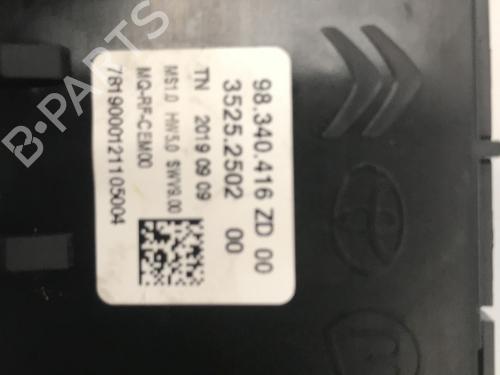 98.340.416 ZD 00
3525.2502 00
TN 2019 09 09
MS1.0 HW3.0 SWV9.00
MQ-RF-CEM00
7819000121105004
B-PARTS